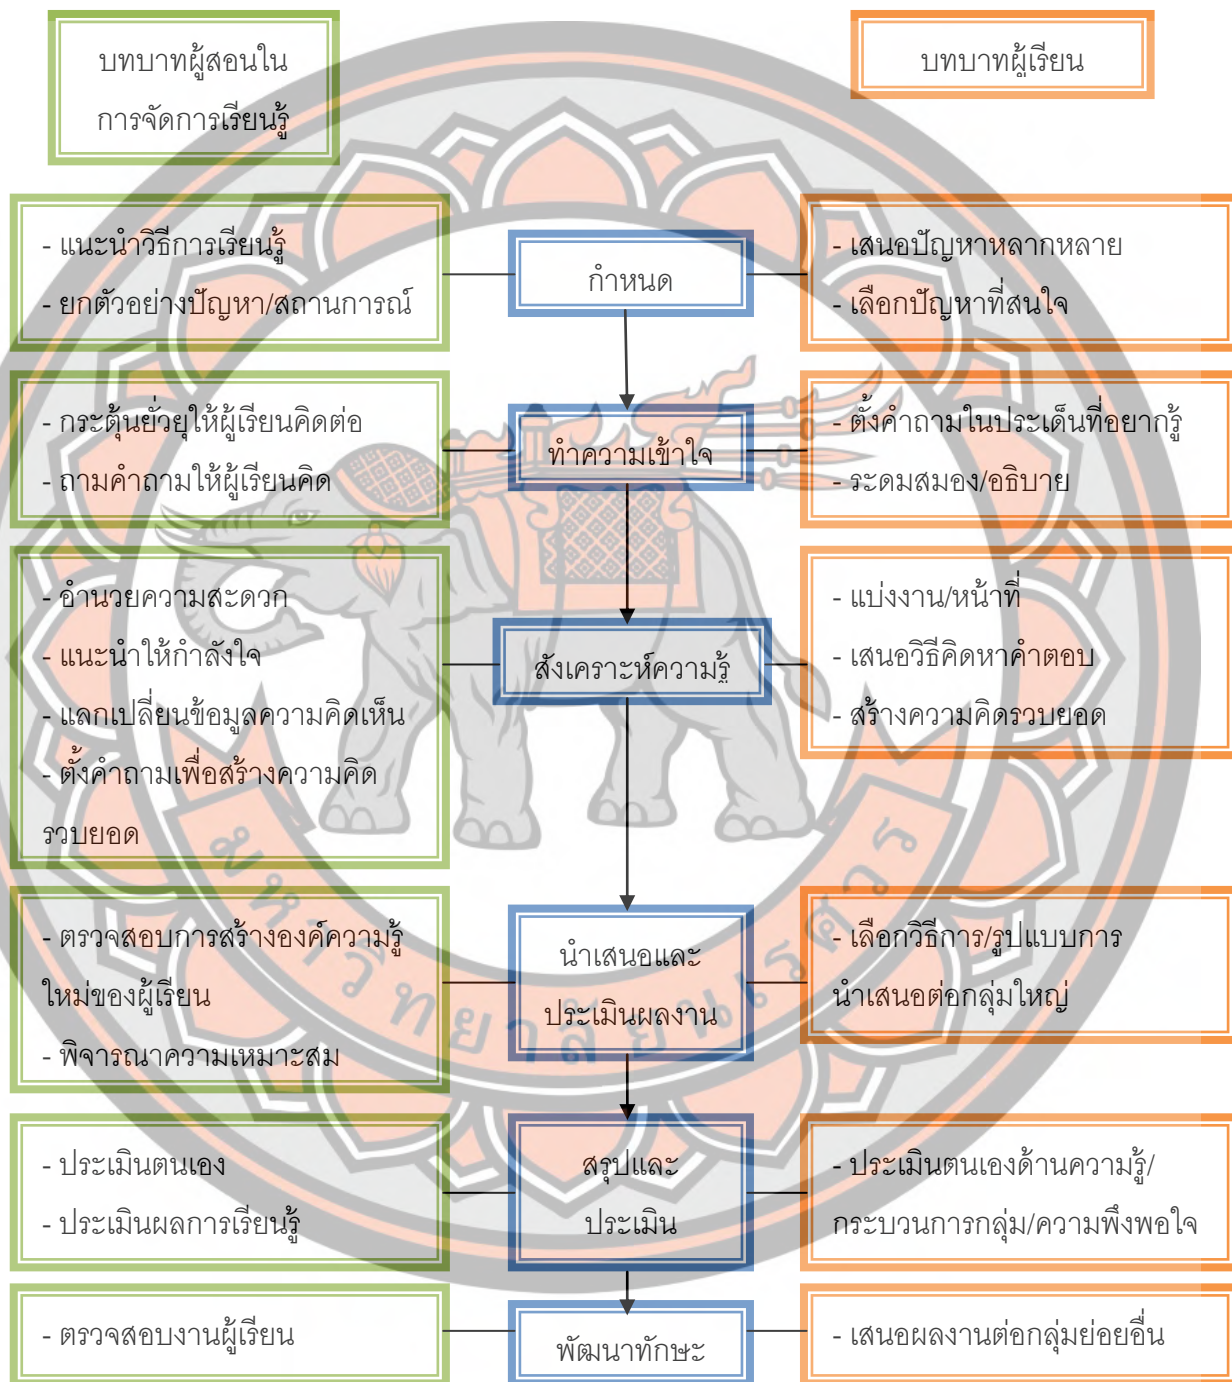 บทบาทผู้สอนใน
การจัดการเรียนรู้
บทบาทผู้เรียน
- แนะนำวิธีการเรียนรู้
- ยกตัวอย่างปัญหา/สถานการณ์
กำหนด
- เสนอปัญหาหลากหลาย
- เลือกปัญหาที่สนใจ
- กระตุ้นยั่วยุให้ผู้เรียนคิดต่อ
- ถามคำถามให้ผู้เรียนคิด
ทำความเข้าใจ
- ตั้งคำถามในประเด็นที่อยากรู้
- ระดมสมอง/อธิบาย
- อำนวยความสะดวก
- แนะนำให้กำลังใจ
- แลกเปลี่ยนข้อมูลความคิดเห็น
- ตั้งคำถามเพื่อสร้างความคิด
รวบยอด
สังเคราะห์ความรู้
- แบ่งงาน/หน้าที่
- เสนอวิธีคิดหาคำตอบ
- สร้างความคิดรวบยอด
- ตรวจสอบการสร้างองค์ความรู้
ใหม่ของผู้เรียน
- พิจารณาความเหมาะสม
นำเสนอและ
ประเมินผลงาน
- เลือกวิธีการ/รูปแบบการ
นำเสนอต่อกลุ่มใหญ่
มหาวิทยาลัยนเรศวร
- ประเมินตนเอง
- ประเมินผลการเรียนรู้
สรุปและ
ประเมิน
- ประเมินตนเองด้านความรู้/
กระบวนการกลุ่ม/ความพึงพอใจ
- ตรวจสอบงานผู้เรียน
พัฒนาทักษะ
- เสนอผลงานต่อกลุ่มย่อยอื่น